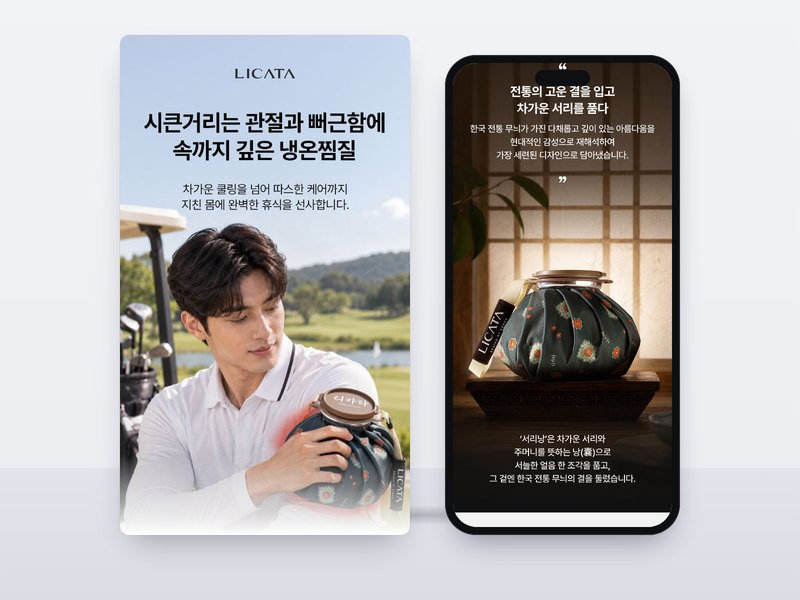 LICATA
시큰거리는 관절과 뻐근함에
속까지 깊은 냉온찜질
차가운 쿨링을 넘어 따스한 케어까지
지친 몸에 완벽한 휴식을 선사합니다.
리카다
LICATA
“
전통의 고운 결을 입고
차가운 서리를 품다
한국 전통 무늬가 가진 다채롭고 깊이 있는 아름다움을
현대적인 감성으로 재해석하여
가장 세련된 디자인으로 담아냈습니다.
”
LICATA
‘서리낭’은 차가운 서리와
주머니를 뜻하는 낭(囊)으로
서늘한 얼음 한 조각을 품고,
그 겉엔 한국 전통 무늬의 결을 둘렀습니다.